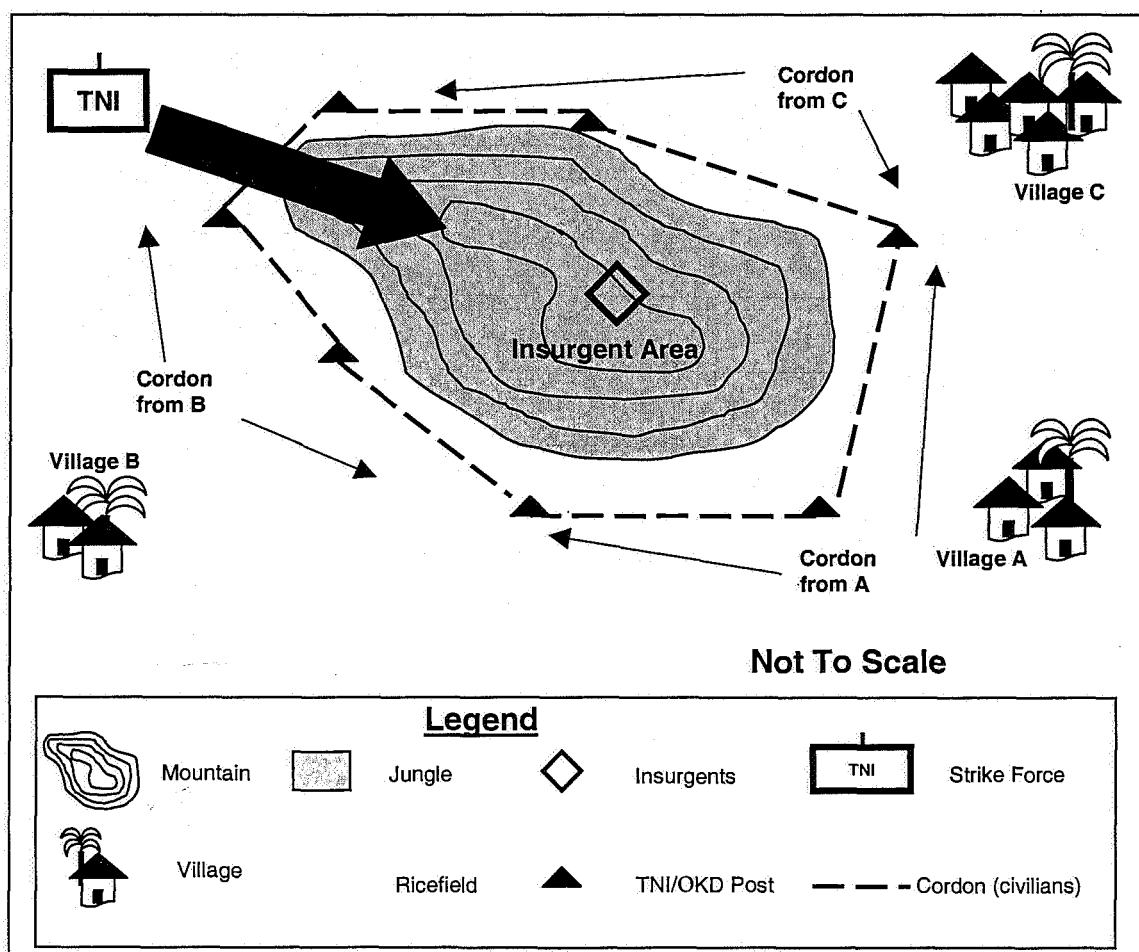 TNI
Cordon
from C
Village C
Insurgent Area
Cordon
from B
Village B
Cordon
from A
Village A
Not To Scale
Legend
Mountain
Jungle
Insurgents
TNI
Strike Force
Village
Ricefield
TNI/OKD Post
Cordon (civilians)